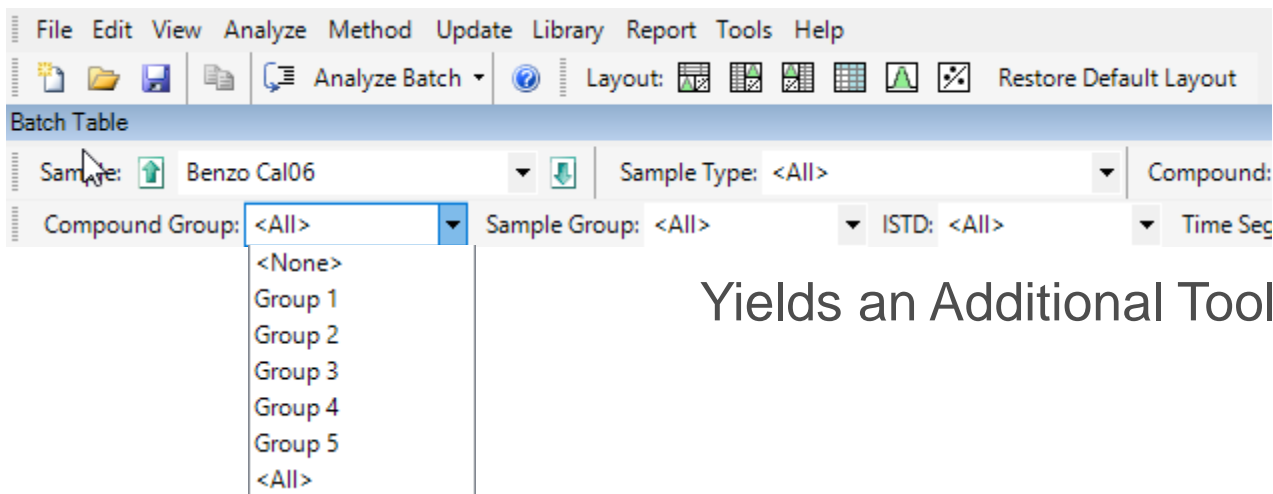 File Edit View Analyze Method Update Library Report Tools Help
Analyze Batch Layout: Restore Default Layout
Batch Table
Sample: Benzo Cal06 Sample Type: <All> Compound:
Compound Group: <All> Sample Group: <All> ISTD: <All> Time Seg
<None>
Group 1
Group 2
Group 3
Group 4
Group 5
<All>
Yields an Additional Tool